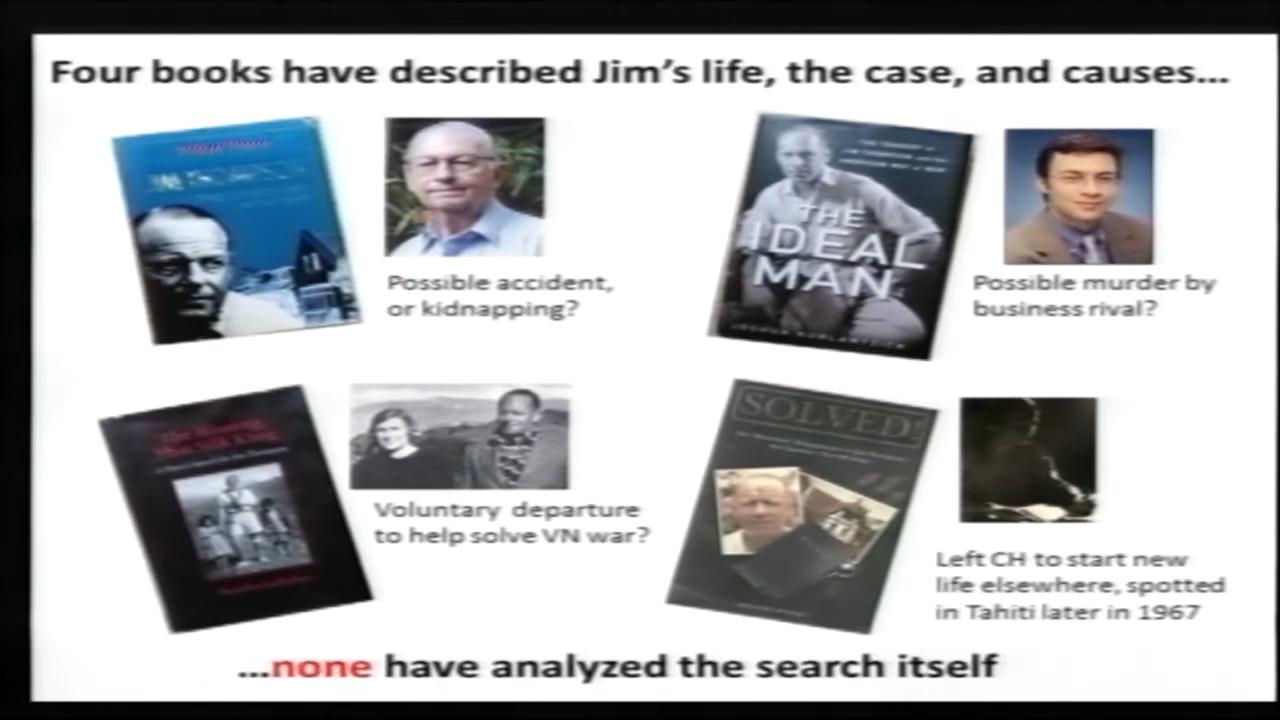 Four books have described Jim's life, the case, and causes...
Possible accident,
or kidnapping?
THE
IDEAL
MAN
JOSHUA KURLANTZICK
Possible murder by
business rival?
Voluntary departure
to help solve VN war?
SOLVED!
Left CH to start new
life elsewhere, spotted
in Tahiti later in 1967
...none have analyzed the search itself